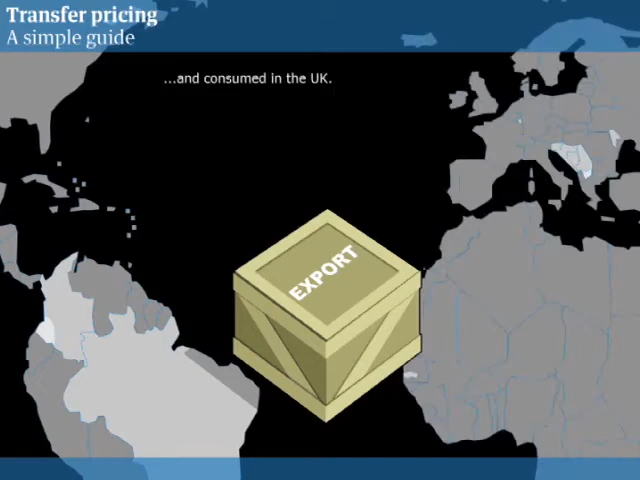 Transfer pricing
A simple guide
...and consumed in the UK.
EXPORT